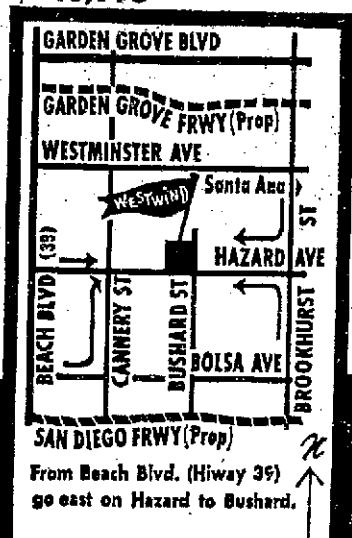 GARDEN GROVE BLVD
GARDEN GROVE FRWY (Prop)
WESTMINSTER AVE
WESTWIND
Santa Ana
ST
(39)
HAZARD AVE
BEACH BLVD
CANNERY ST
BUSHARD ST
BOLSA AVE
BROOKHURST
SAN DIEGO FRWY (Prop)
N
From Beach Blvd. (Hiway 39)
go east on Hazard to Bushard.